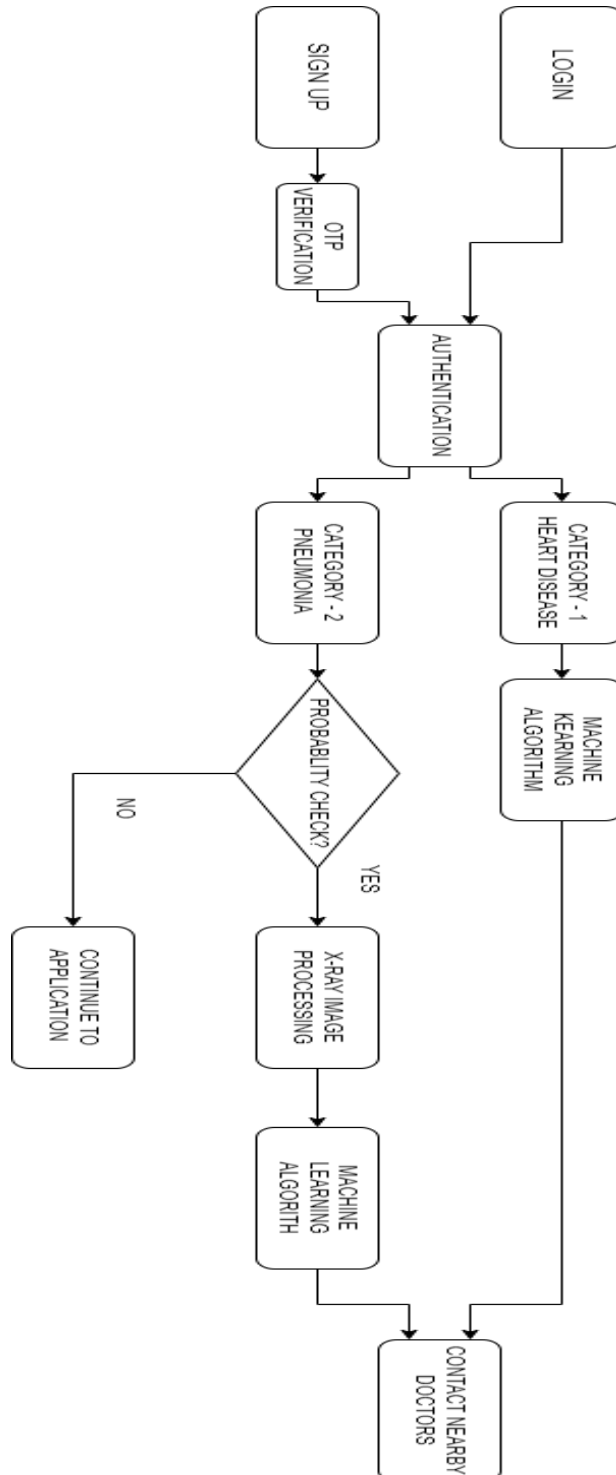 LOGIN
SIGN UP
OTP
VERIFICATION
AUTHENTICATION
CATEGORY - 1
HEART DISEASE
CATEGORY - 2
PNEUMONIA
MACHINE
KEARNING
ALGORITHM
PROBABLITY CHECK?
YES
NO
X-RAY IMAGE
PROCESSING
CONTINUE TO
APPLICATION
MACHINE
LEARNING
ALGORITH
CONTACT NEARBY
DOCTORS